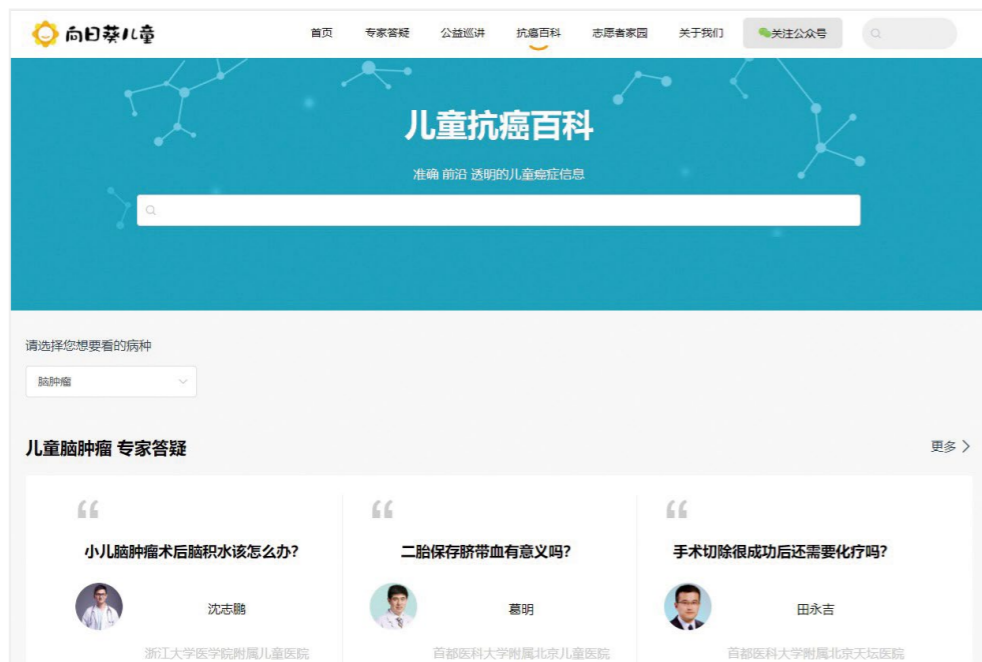 向日葵儿童
首页 专家答疑 公益巡讲 抗癌百科 志愿者家园 关于我们 关注公众号
儿童抗癌百科
准确 前沿 透明的儿童癌症信息
请选择您想要看的病种
脑肿瘤
儿童脑肿瘤 专家答疑 更多
小儿脑肿瘤术后脑积水该怎么办? 二胎保存脐带血有意义吗? 手术切除很成功后还需要化疗吗?
沈志鹏 葛明 田永吉
浙江大学医学院附属儿童医院 首都医科大学附属北京儿童医院 首都医科大学附属北京天坛医院